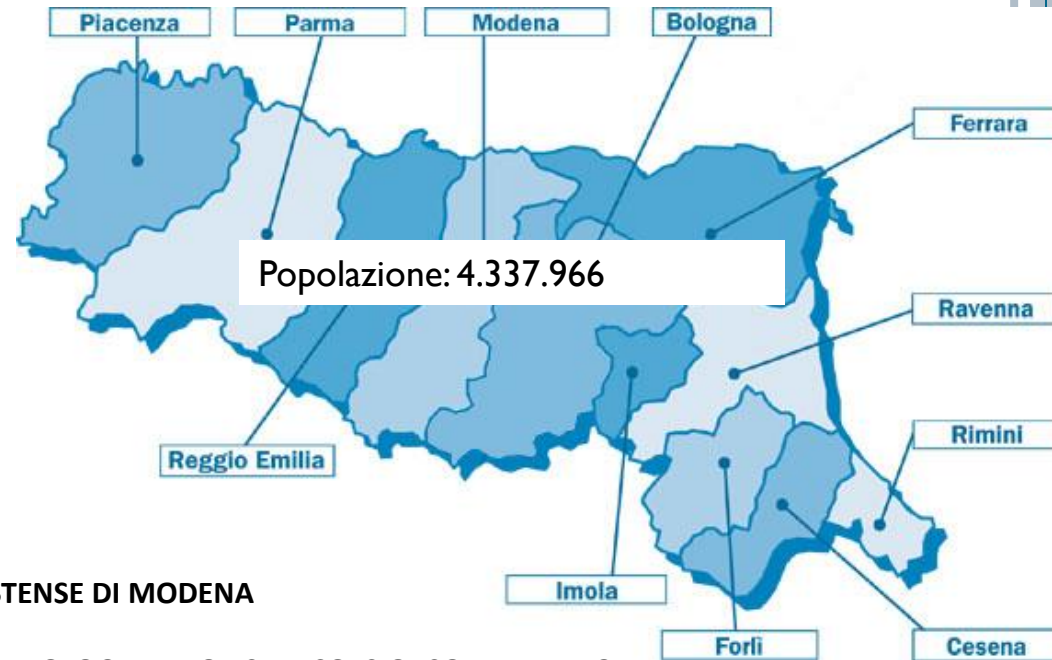 Piacenza
Parma
Modena
Bologna
Ferrara
Popolazione: 4.337.966
Ravenna
Rimini
Reggio Emilia
STENSE DI MODENA
Imola
Forlì
Cesena